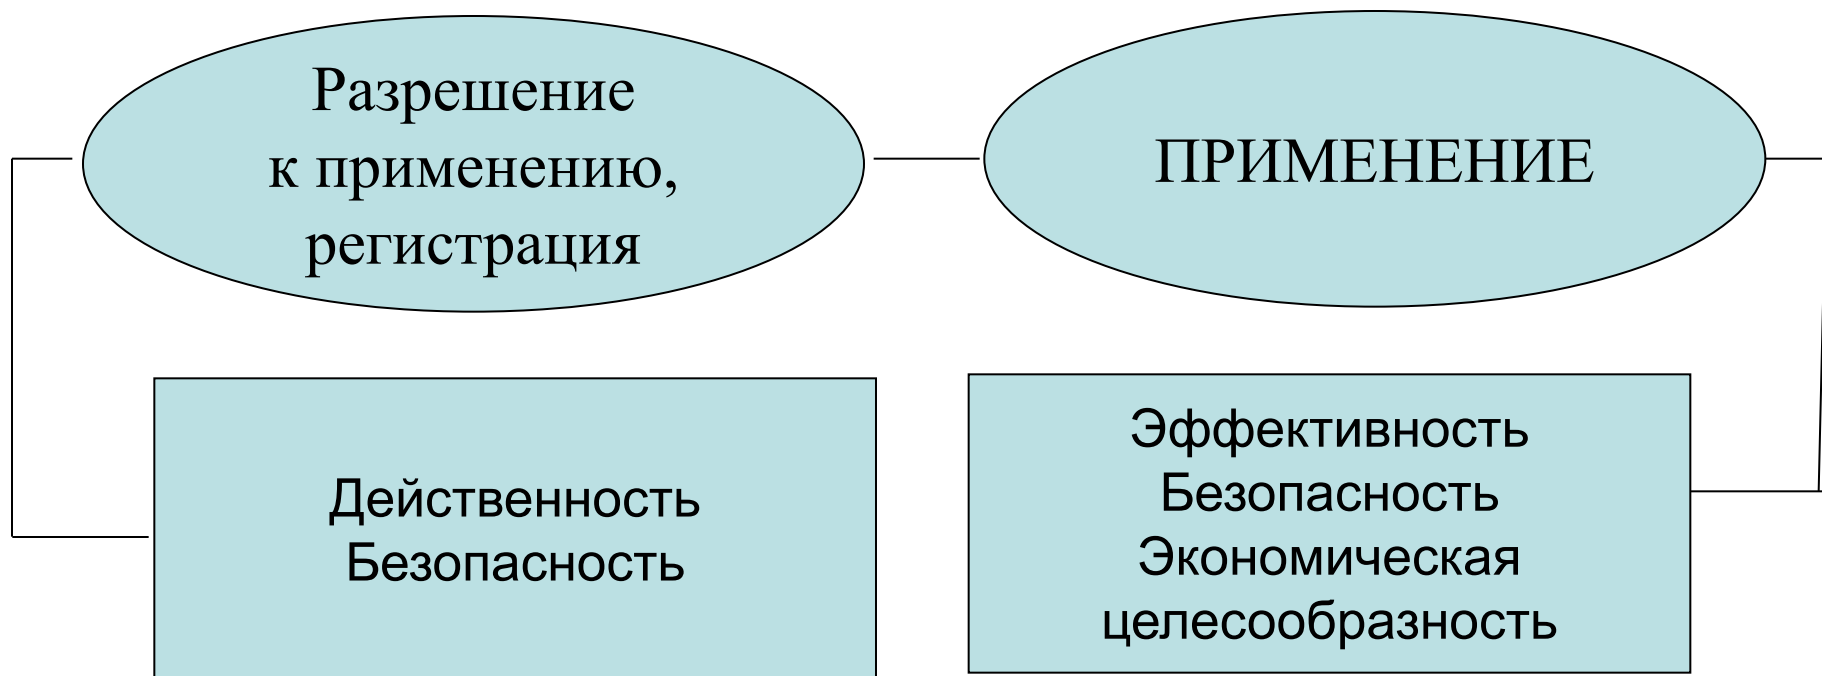 Разрешение
к применению,
регистрация
ПРИМЕНЕНИЕ
Действенность
Безопасность
Эффективность
Безопасность
Экономическая
целесообразность